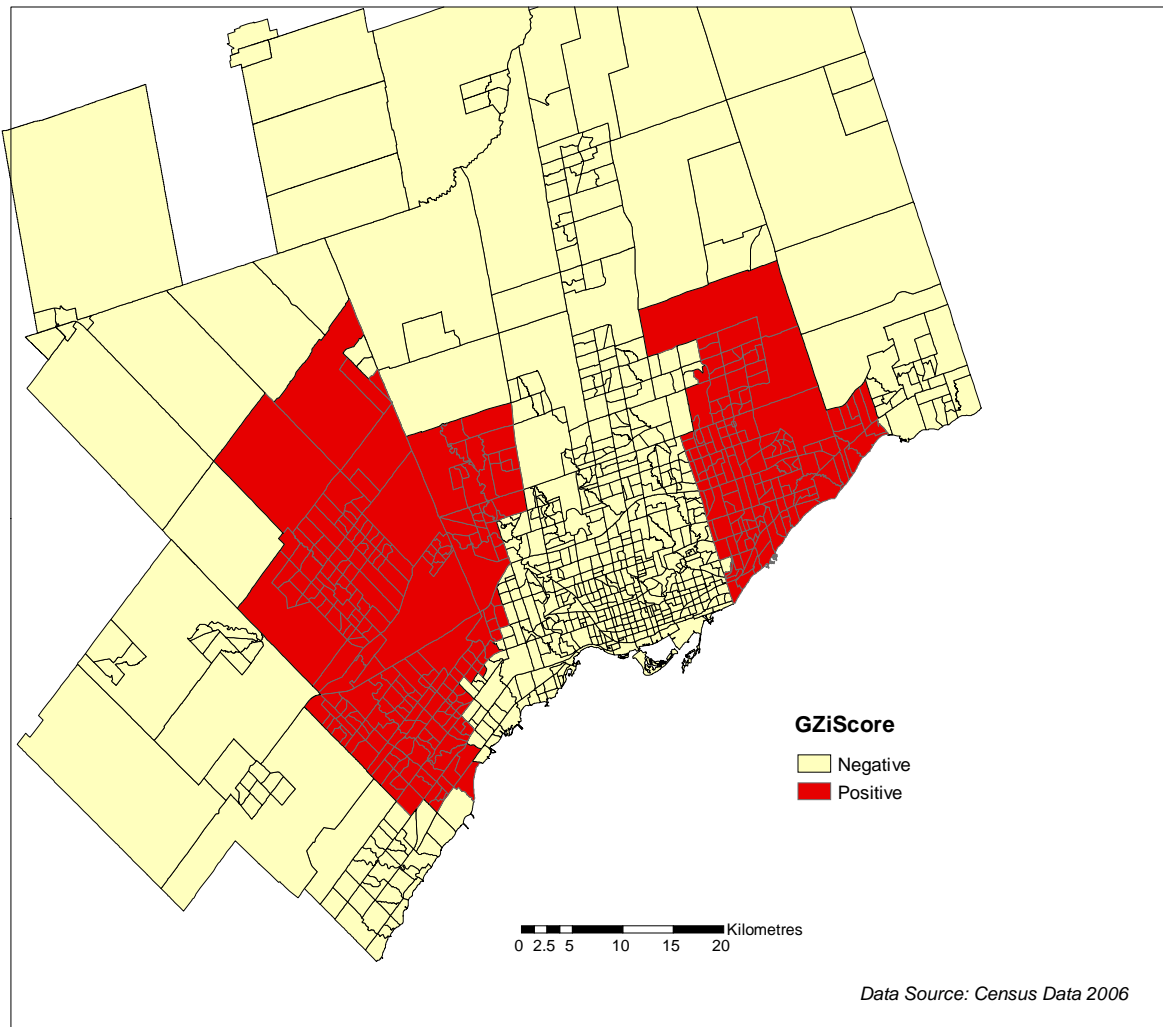 GZiScore
Negative
Positive
Kilometres
0 2.5 5 10 15 20
Data Source: Census Data 2006